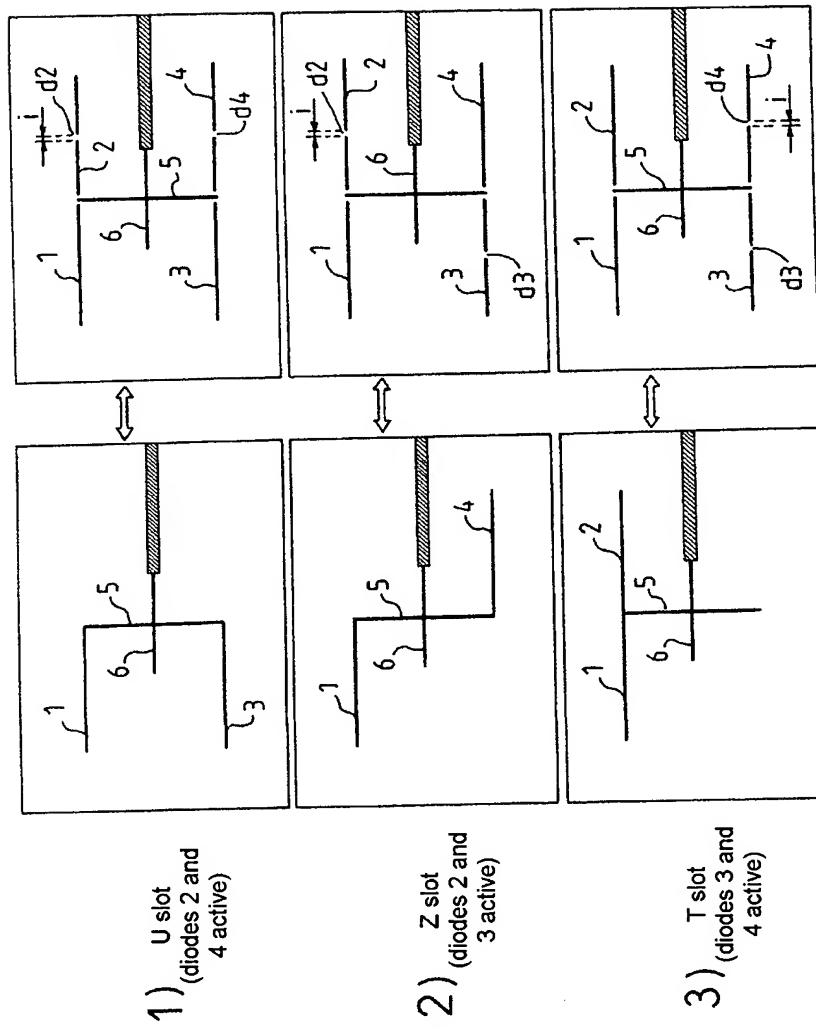 1) U slot
(diodes 2 and
4 active)
1
5
6
3
1
i
d2
2
4
6
5
d4
3
2) Z slot
(diodes 2 and
3 active)
1
5
6
4
1
i
d2
2
6
4
3
d3
3) T slot
(diodes 3 and
4 active)
1
2
6
5
1
2
5
6
d4
4
i
3
d3